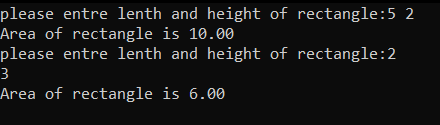 please entre lenth and height of rectangle:5 2
Area of rectangle is 10.00
please entre lenth and height of rectangle:2
3
Area of rectangle is 6.00